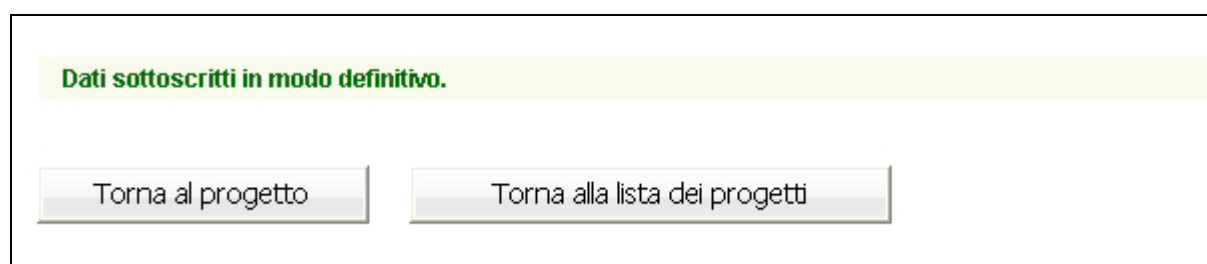 Dati sottoscritti in modo definitivo.
Torna al progetto
Torna alla lista dei progetti